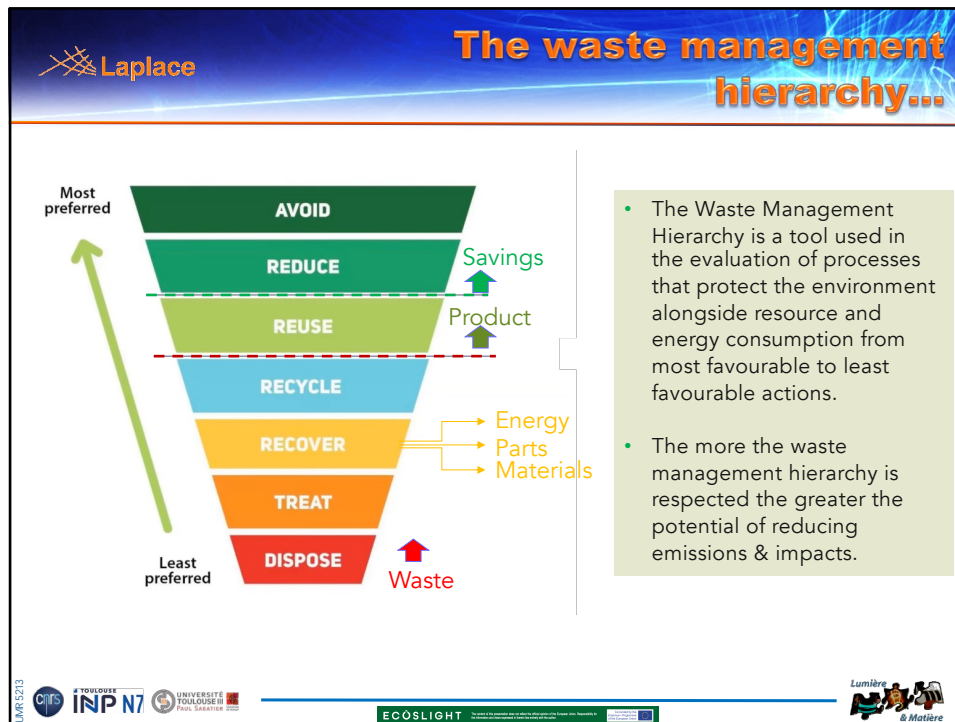 Laplace
The waste management
hierarchy...
Most
preferred
AVOID
REDUCE
Savings
REUSE
Product
RECYCLE
RECOVER
Energy
Parts
Materials
TREAT
DISPOSE
Waste
Least
preferred
• The Waste Management
Hierarchy is a tool used in
the evaluation of processes
that protect the environment
alongside resource and
energy consumption from
most favourable to least
favourable actions.
• The more the waste
management hierarchy is
respected the greater the
potential of reducing
emissions & impacts.
UMR 5213
cnrs
TOULOUSE
INP N7
UNIVERSITÉ
TOULOUSE III
PAUL SABATIER
ECOSLIGHT
Lumière
& Matière